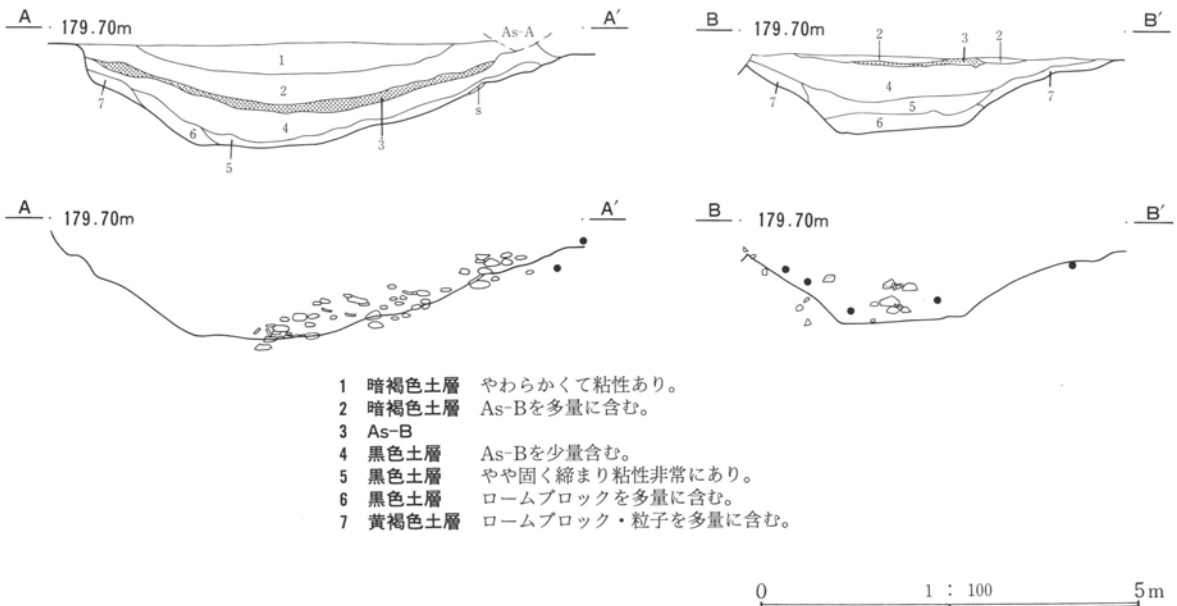 A 179.70m As-A A′
1
2
7 4 s
6
5 3
B 179.70m 2 3 2 B′
4
7 5 7
6
A 179.70m A′
B 179.70m B′
1 暗褐色土層 やわらかくて粘性あり。
2 暗褐色土層 As-Bを多量に含む。
3 As-B
4 黒色土層 As-Bを少量含む。
5 黒色土層 やや固く締まり粘性非常にあり。
6 黒色土層 ロームブロックを多量に含む。
7 黄褐色土層 ロームブロック・粒子を多量に含む。
0 1 : 100 5m